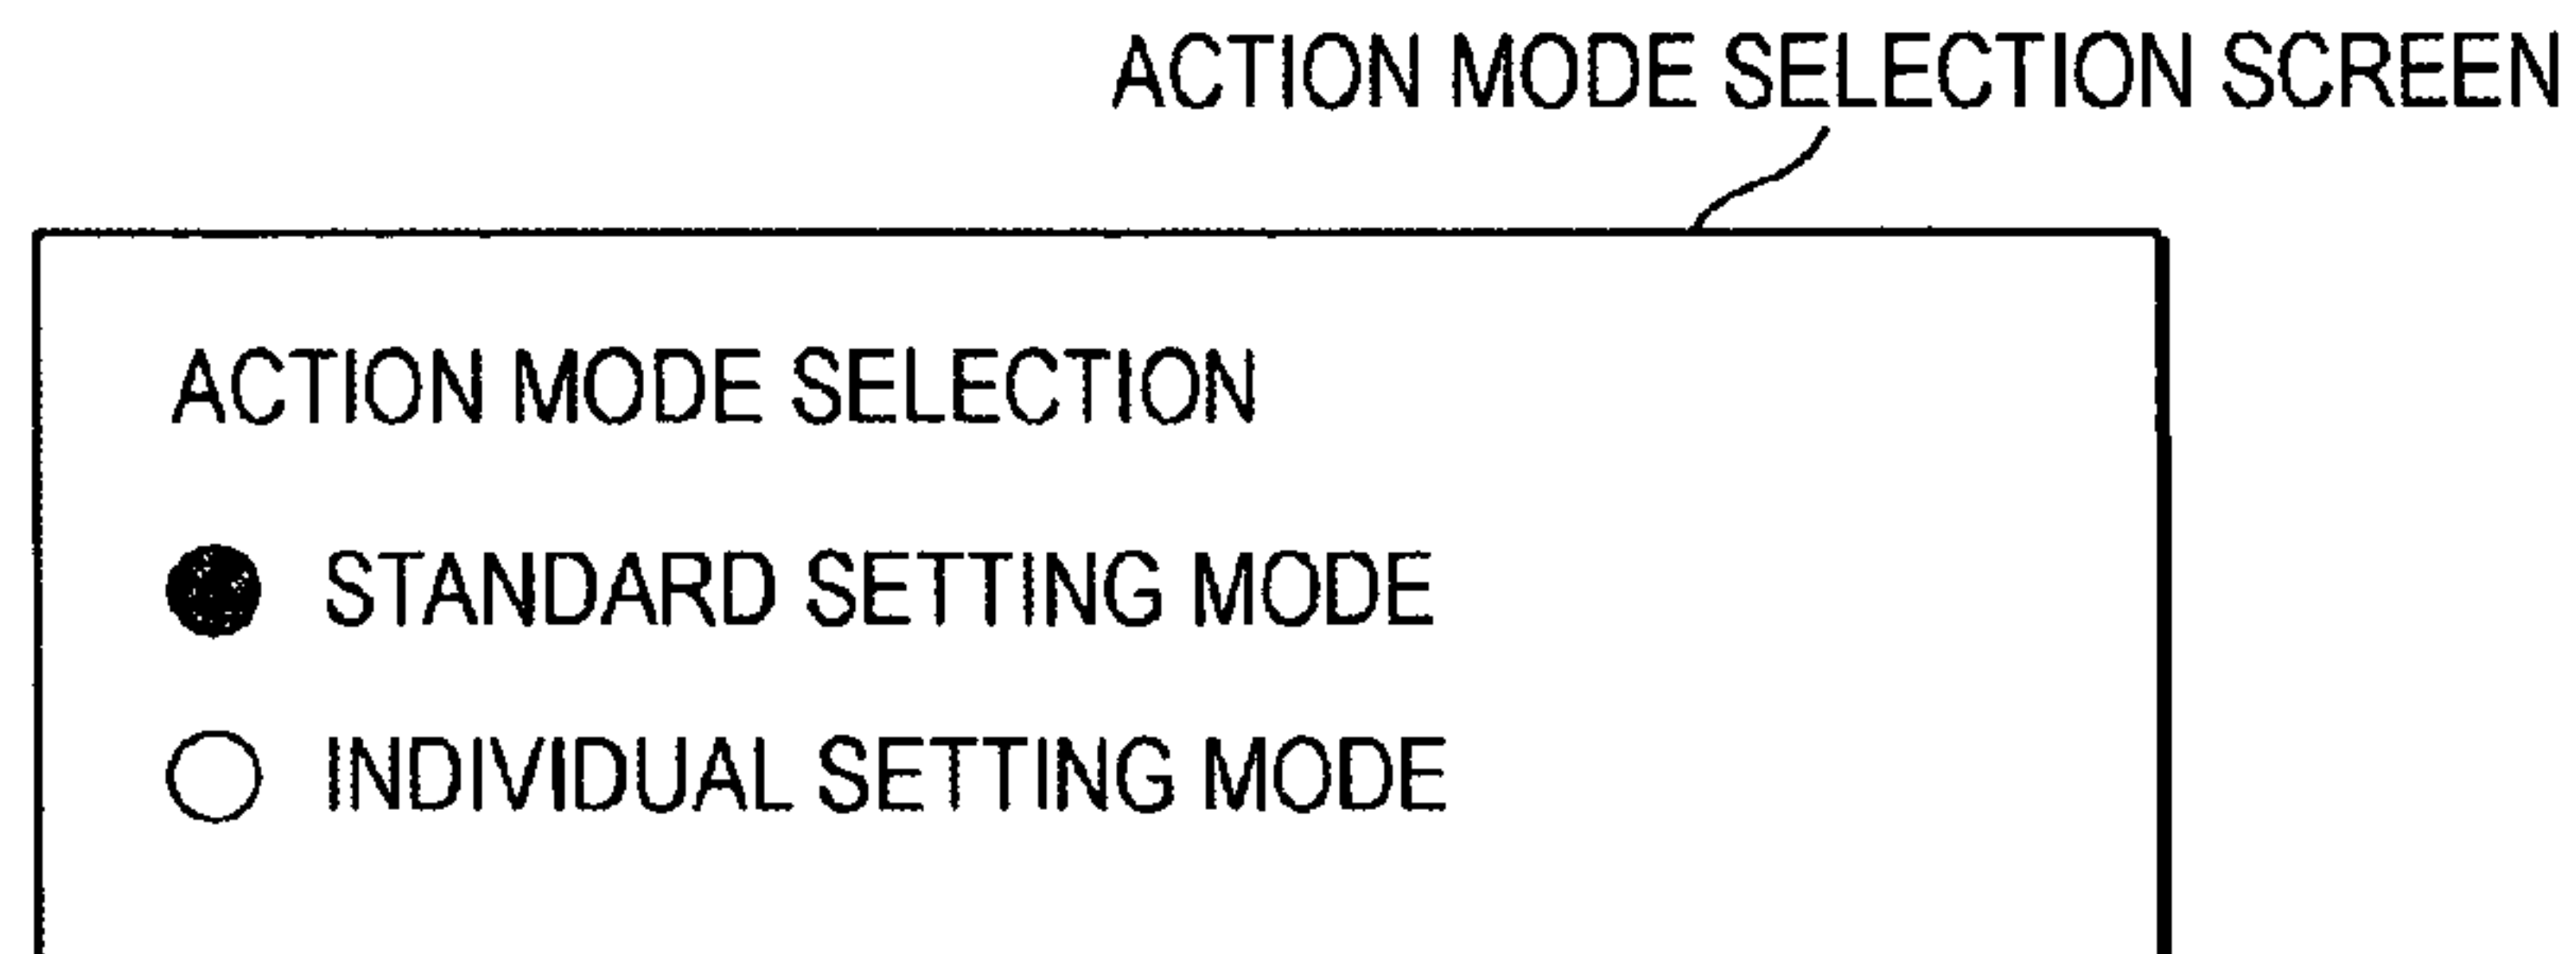 ACTION MODE SELECTION SCREEN
ACTION MODE SELECTION
STANDARD SETTING MODE
INDIVIDUAL SETTING MODE